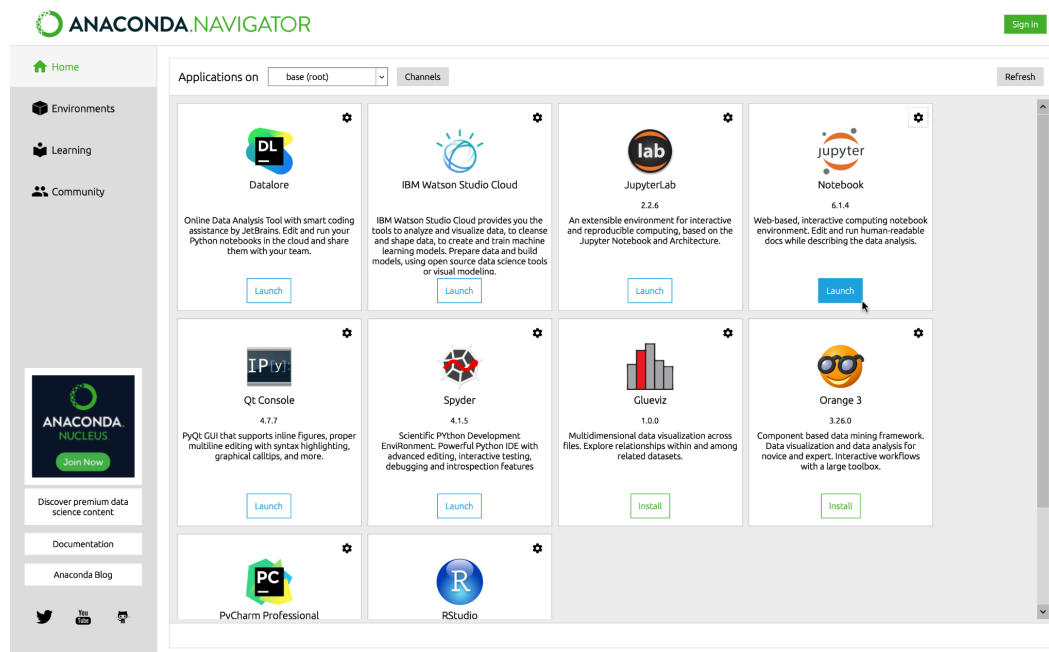 ANACONDA.NAVIGATOR
Sign in
Home
Environments
Learning
Community
ANACONDA.
NUCLEUS
Join Now
Discover premium data
science content
Documentation
Anaconda Blog
You
Tube
Applications on
base (root)
Channels
Refresh
DL
Datalore
Online Data Analysis Tool with smart coding
assistance by JetBrains. Edit and run your
Python notebooks in the cloud and share
them with your team.
Launch
IBM Watson Studio Cloud
IBM Watson Studio Cloud provides you the
tools to analyze and visualize data, to cleanse
and shape data, to create and train machine
learning models. Prepare data and build
models, using open source data science tools
or visual modeling.
Launch
lab
JupyterLab
2.2.6
An extensible environment for interactive
and reproducible computing, based on the
Jupyter Notebook and Architecture.
Launch
jupyter
Notebook
6.1.4
Web-based, interactive computing notebook
environment. Edit and run human-readable
docs while describing the data analysis.
Launch
IP[y]:
Qt Console
4.7.7
PyQt GUI that supports inline figures, proper
multiline editing with syntax highlighting,
graphical calltips, and more.
Launch
Spyder
4.1.5
Scientific PYthon Development
EnviRonment. Powerful Python IDE with
advanced editing, interactive testing,
debugging and introspection features
Launch
Glueviz
1.0.0
Multidimensional data visualization across
files. Explore relationships within and among
related datasets.
Install
Orange 3
3.26.0
Component based data mining framework.
Data visualization and data analysis for
novice and expert. Interactive workflows
with a large toolbox.
Install
PC
PyCharm Professional
R
RStudio